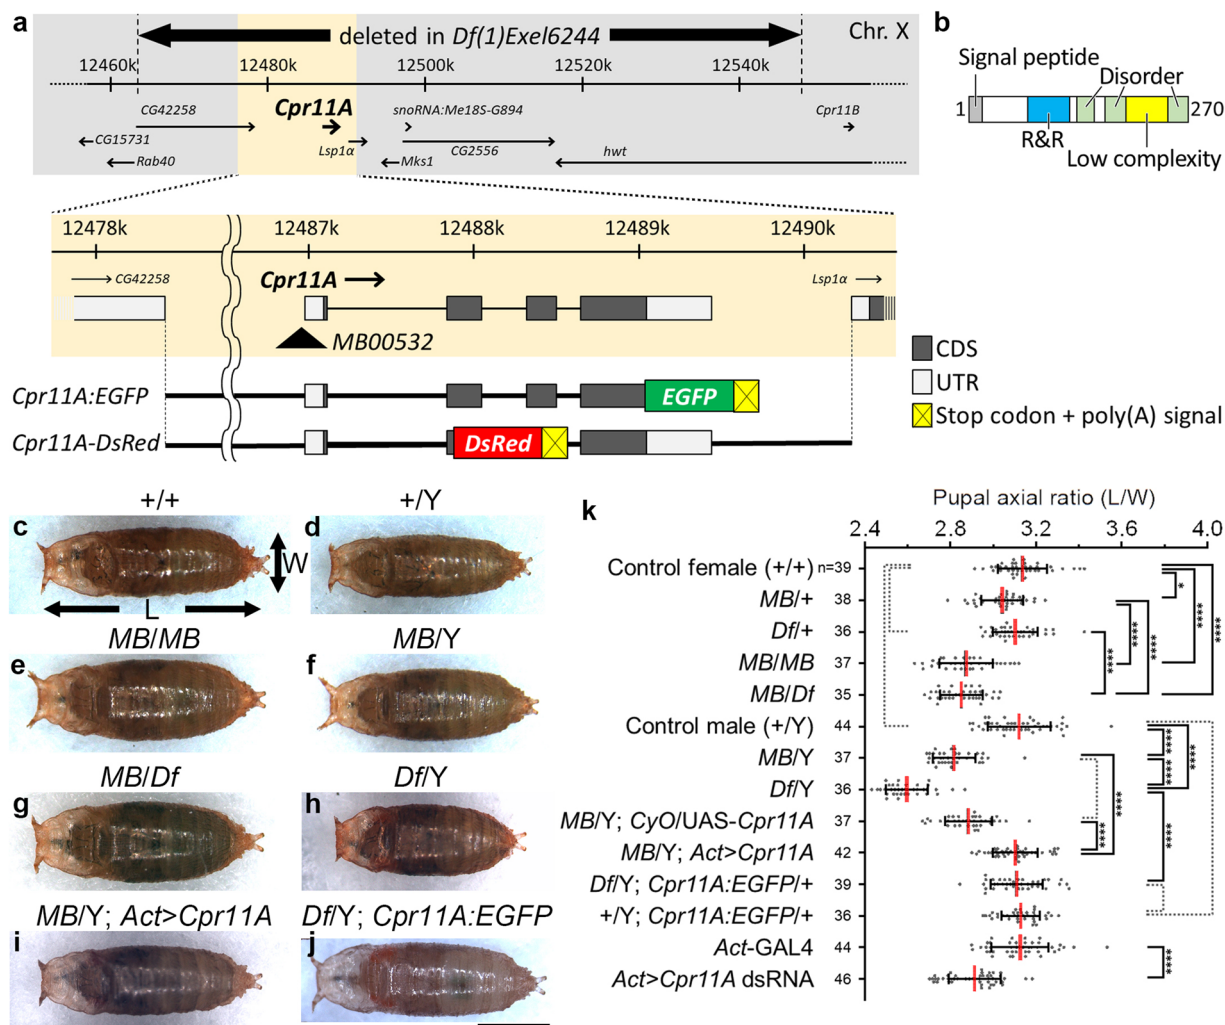 a
deleted in Df(1)Exel6244
Chr. X
12460k 12480k 12500k 12520k 12540k
CG42258 Cpr11A snoRNA:Me18S-G894 Cpr11B
CG15731 Lsp1α CG2556
Rab40 Mks1 hwt
b
Signal peptide
Disorder
1 270
R&R
Low complexity
12478k 12487k 12488k 12489k 12490k
CG42258 Cpr11A Lsp1α
MB00532
Cpr11A:EGFP EGFP
Cpr11A-DsRed DsRed
CDS
UTR
Stop codon + poly(A) signal
+/+ +/Y
c d
W
L
MB/MB MB/Y
e f
MB/Df Df/Y
g h
MB/Y; Act>Cpr11A Df/Y; Cpr11A:EGFP
i j
k
Pupal axial ratio (L/W)
2.4 2.8 3.2 3.6 4.0
Control female (+/+) n=39
MB/+ 38
Df/+ 36
MB/MB 37
MB/Df 35
Control male (+/Y) 44
MB/Y 37
Df/Y 36
MB/Y; CyO/UAS-Cpr11A 37
MB/Y; Act>Cpr11A 42
Df/Y; Cpr11A:EGFP/+ 39
+/Y; Cpr11A:EGFP/+ 36
Act-GAL4 44
Act>Cpr11A dsRNA 46
*
****
****
****
****
****
****
****
****
****
****
****
****